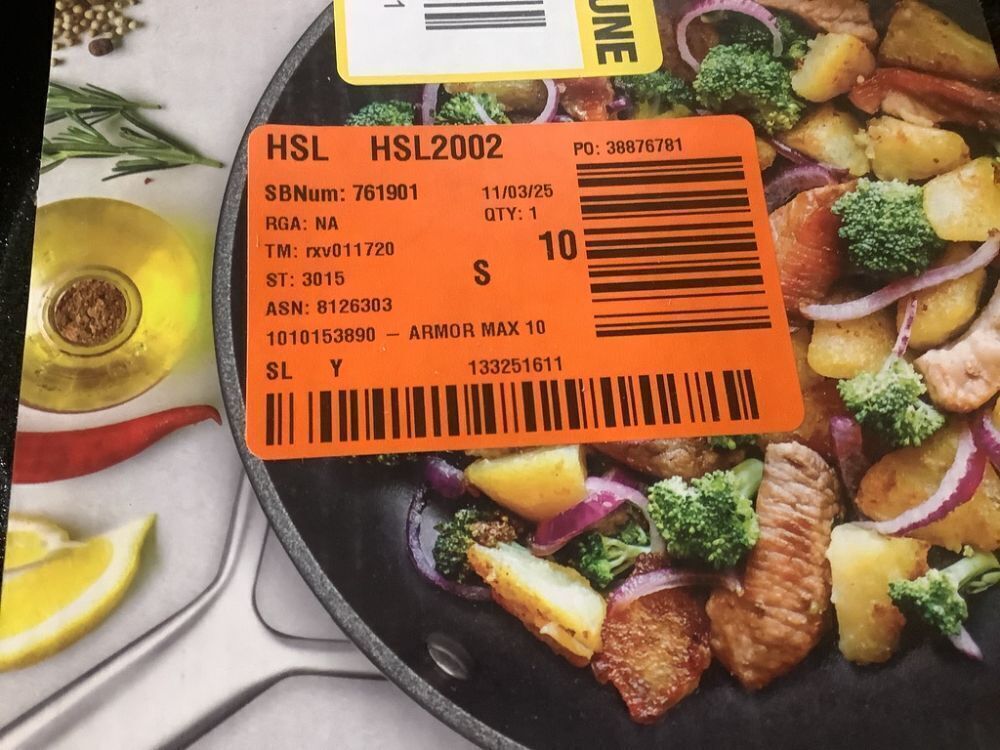 UNE
1
HSL HSL2002
PO: 38876781
SBNum: 761901
11/03/25
RGA: NA
QTY: 1
TM: rxv011720
10
ST: 3015
S
ASN: 8126303
1010153890 – ARMOR MAX 10
SL Y
133251611